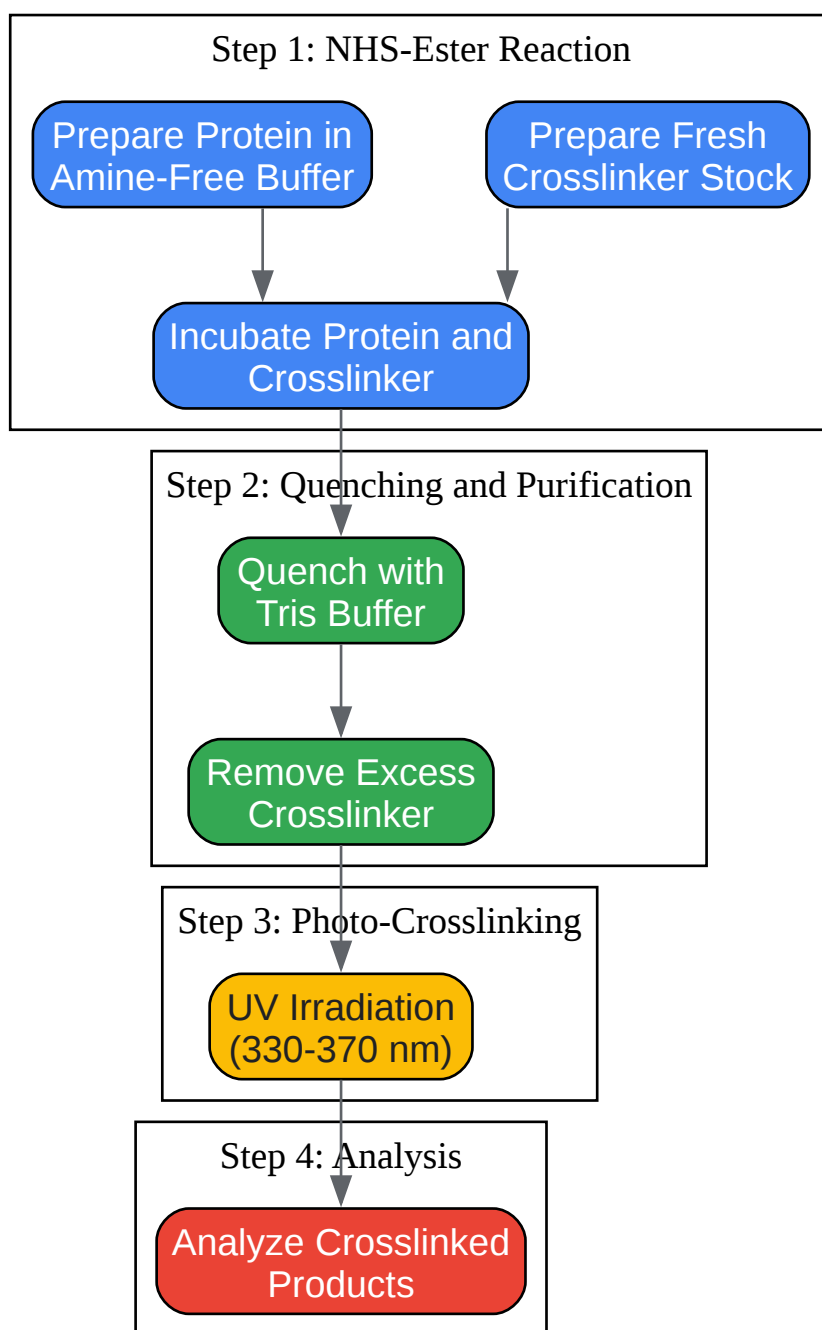 Step 1: NHS-Ester Reaction
Prepare Protein in
Amine-Free Buffer
Prepare Fresh
Crosslinker Stock
Incubate Protein and
Crosslinker
Step 2: Quenching and Purification
Quench with
Tris Buffer
Remove Excess
Crosslinker
Step 3: Photo-Crosslinking
UV Irradiation
(330-370 nm)
Step 4: Analysis
Analyze Crosslinked
Products